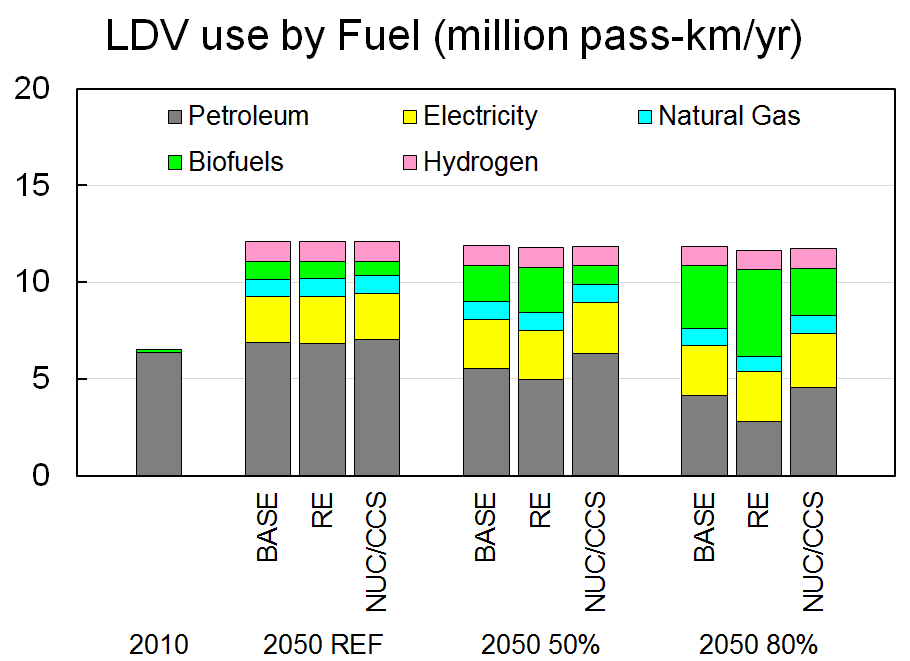 LDV use by Fuel (million pass-km/yr)
20
15
10
5
0
Petroleum
Electricity
Natural Gas
Biofuels
Hydrogen
BASE
RE
NUC/CCS
BASE
RE
NUC/CCS
BASE
RE
NUC/CCS
2010
2050 REF
2050 50%
2050 80%